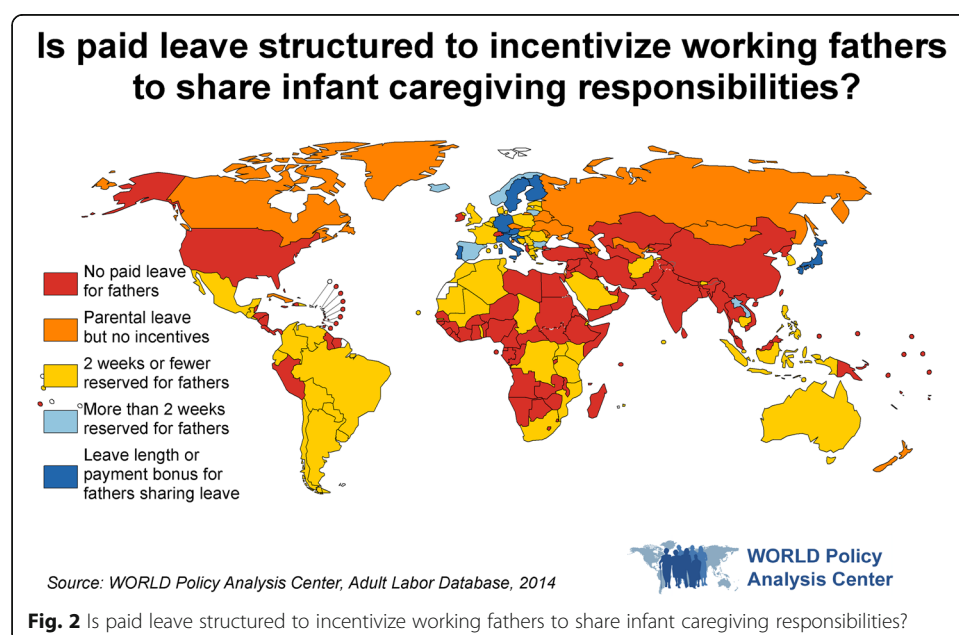 Is paid leave structured to incentivize working fathers
to share infant caregiving responsibilities?
No paid leave
for fathers
Parental leave
but no incentives
2 weeks or fewer
reserved for fathers
More than 2 weeks
reserved for fathers
Leave length or
payment bonus for
fathers sharing leave
Source: WORLD Policy Analysis Center, Adult Labor Database, 2014
WORLD Policy
Analysis Center
Fig. 2 Is paid leave structured to incentivize working fathers to share infant caregiving responsibilities?